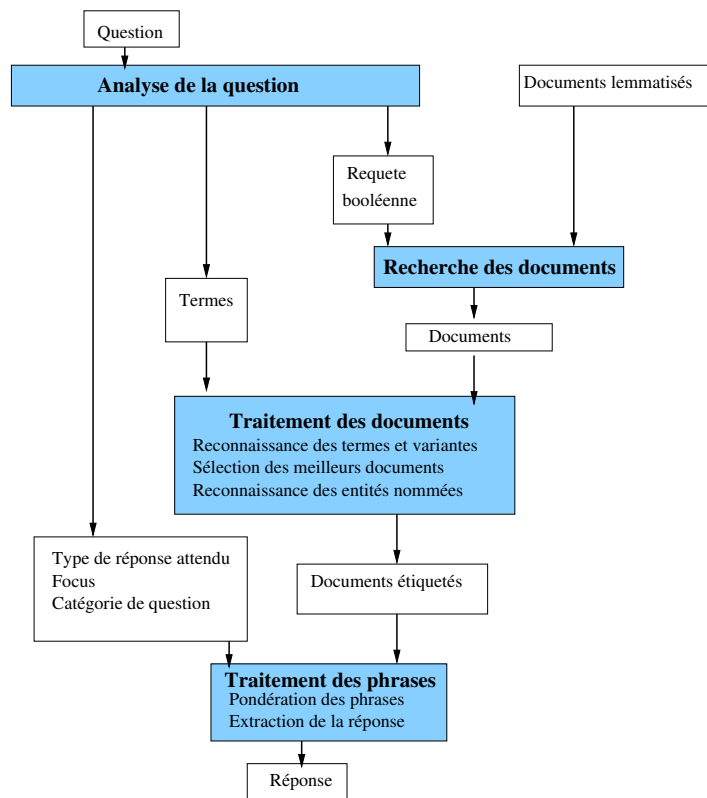 Question
Analyse de la question
Documents lemmatisés
Requete
booléenne
Recherche des documents
Termes
Documents
Traitement des documents
Reconnaissance des termes et variantes
Sélection des meilleurs documents
Reconnaissance des entités nommées
Type de réponse attendu
Focus
Catégorie de question
Documents étiquetés
Traitement des phrases
Pondération des phrases
Extraction de la réponse
Réponse